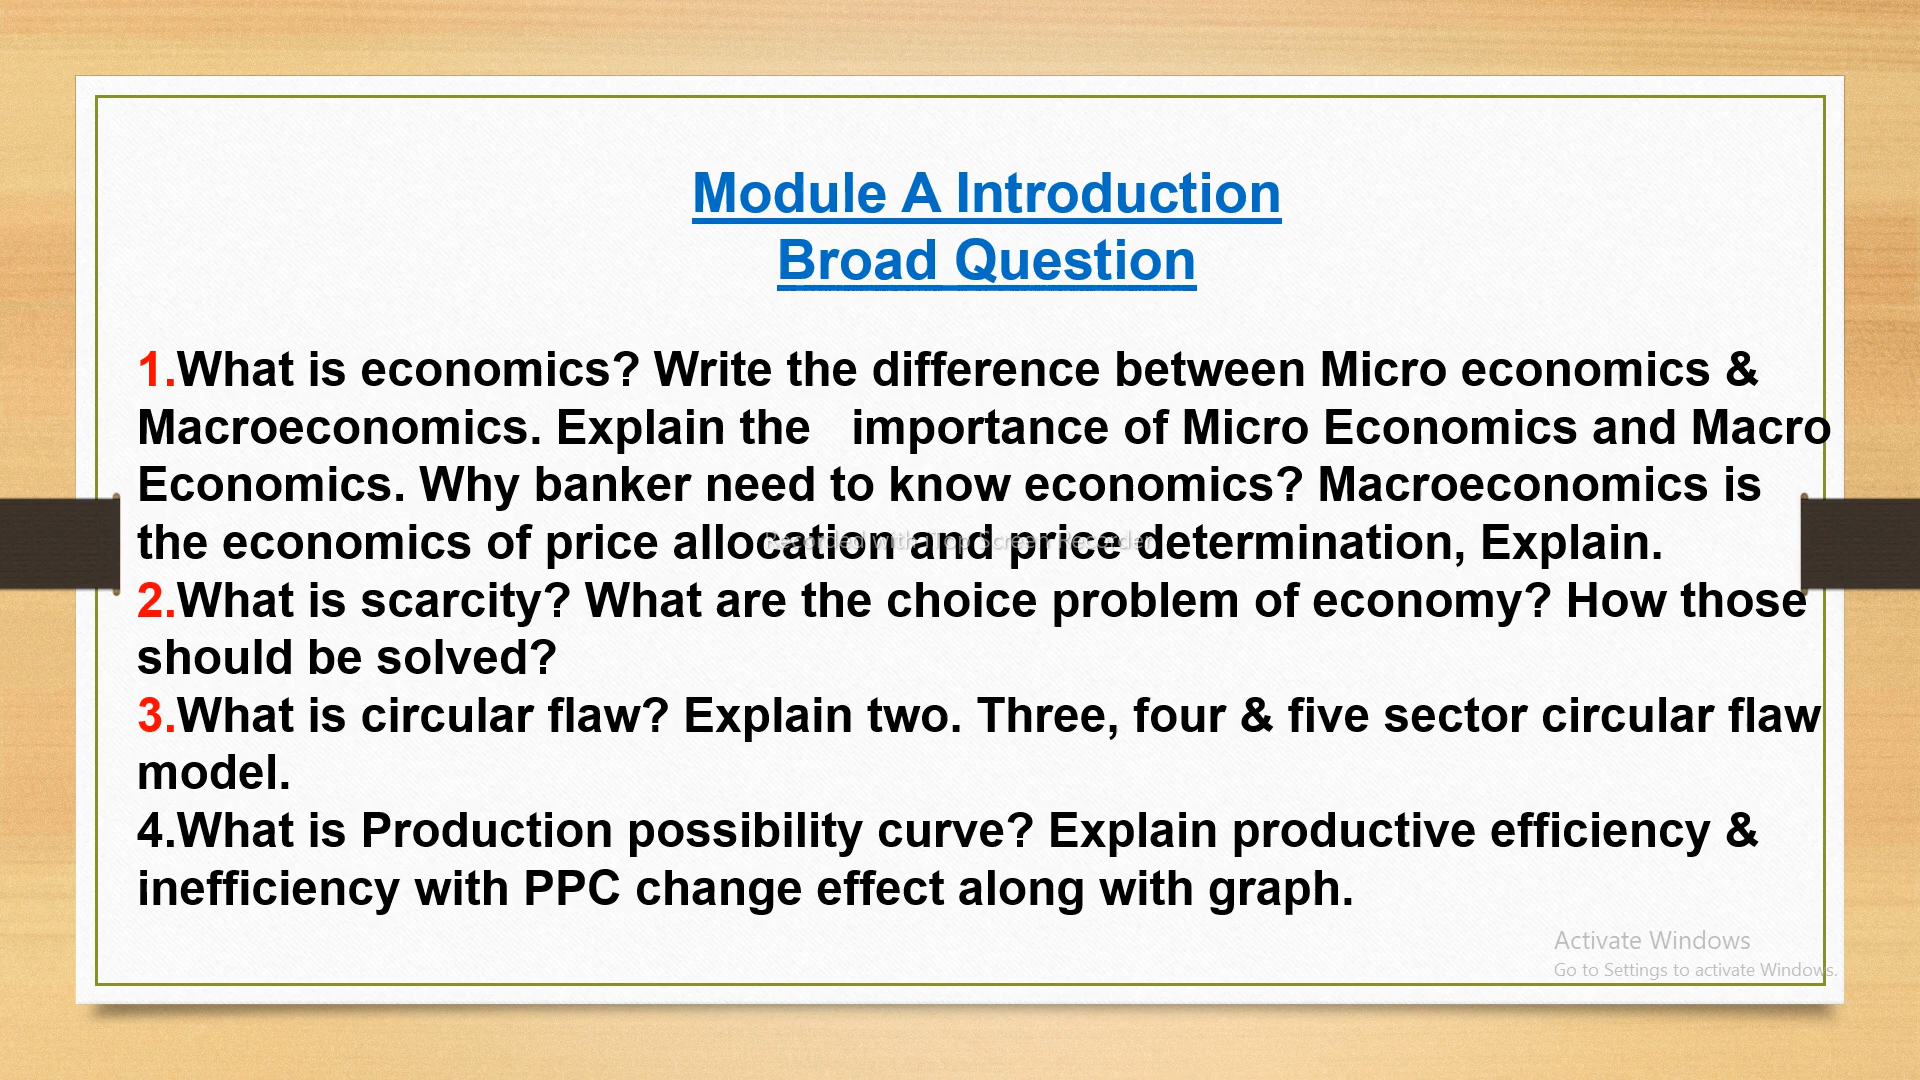 Module A Introduction
Broad Question
1.What is economics? Write the difference between Micro economics &
Macroeconomics. Explain the   importance of Micro Economics and Macro
Economics. Why banker need to know economics? Macroeconomics is
the economics of price allocation and price determination, Explain.
Recorded with iTop Screen Recorder
2.What is scarcity? What are the choice problem of economy? How those
should be solved?
3.What is circular flaw? Explain two. Three, four & five sector circular flaw
model.
4.What is Production possibility curve? Explain productive efficiency &
inefficiency with PPC change effect along with graph.
Activate Windows
Go to Settings to activate Windows.